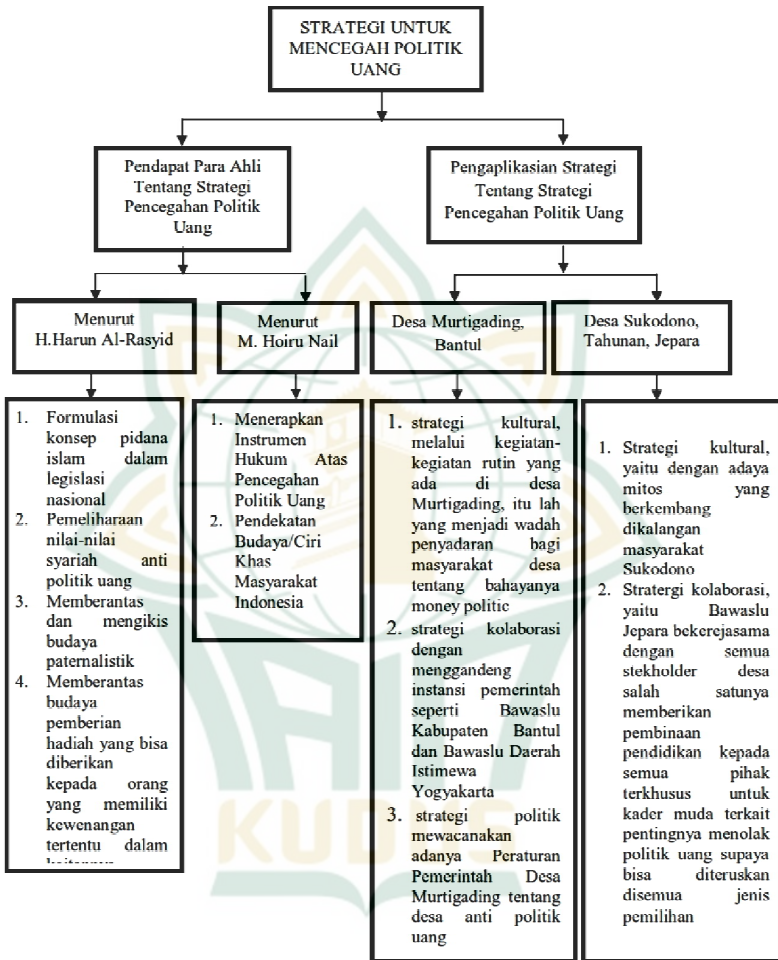 STRATEGI UNTUK
MENCEGAH POLITIK
UANG
Pendapat Para Ahli
Tentang Strategi
Pencegahan Politik
Uang
Pengaplikasian Strategi
Tentang Strategi
Pencegahan Politik Uang
Menurut
H.Harun Al-Rasyid
Menurut
M. Hoiru Nail
Desa Murtigading,
Bantul
Desa Sukodono,
Tahunan, Jepara
1. Formulasi
konsep pidana
islam dalam
legislasi
nasional
2. Pemeliharaan
nilai-nilai
syariah anti
politik uang
3. Memberantas
dan mengikis
budaya
paternalistik
4. Memberantas
budaya
pemberian
hadiah yang bisa
diberikan
kepada orang
yang memiliki
kewenangan
tertentu dalam
1. Menerapkan
Instrumen
Hukum Atas
Pencegahan
Politik Uang
2. Pendekatan
Budaya/Ciri
Khas
Masyarakat
Indonesia
1. strategi kultural,
melalui kegiatan-
kegiatan rutin yang
ada di desa
Murtigading, itu lah
yang menjadi wadah
penyadaran bagi
masyarakat desa
tentang bahayanya
money politic
2. strategi kolaborasi
dengan
menggandeng
instansi pemerintah
seperti Bawaslu
Kabupaten Bantul
dan Bawaslu Daerah
Istimewa
Yogyakarta
3. strategi politik
mewacanakan
adanya Peraturan
Pemerintah Desa
Murtigading tentang
desa anti politik
uang
1. Strategi kultural,
yaitu dengan adaya
mitos yang
berkembang
dikalangan
masyarakat
Sukodono
2. Stratergi kolaborasi,
yaitu Bawaslu
Jepara bekerejasama
dengan semua
stekholder desa
salah satunya
memberikan
pembinaan
pendidikan kepada
semua pihak
terkhusus untuk
kader muda terkait
pentingnya menolak
politik uang supaya
bisa diteruskan
disemua jenis
pemilihan
IAIN
KUDUS